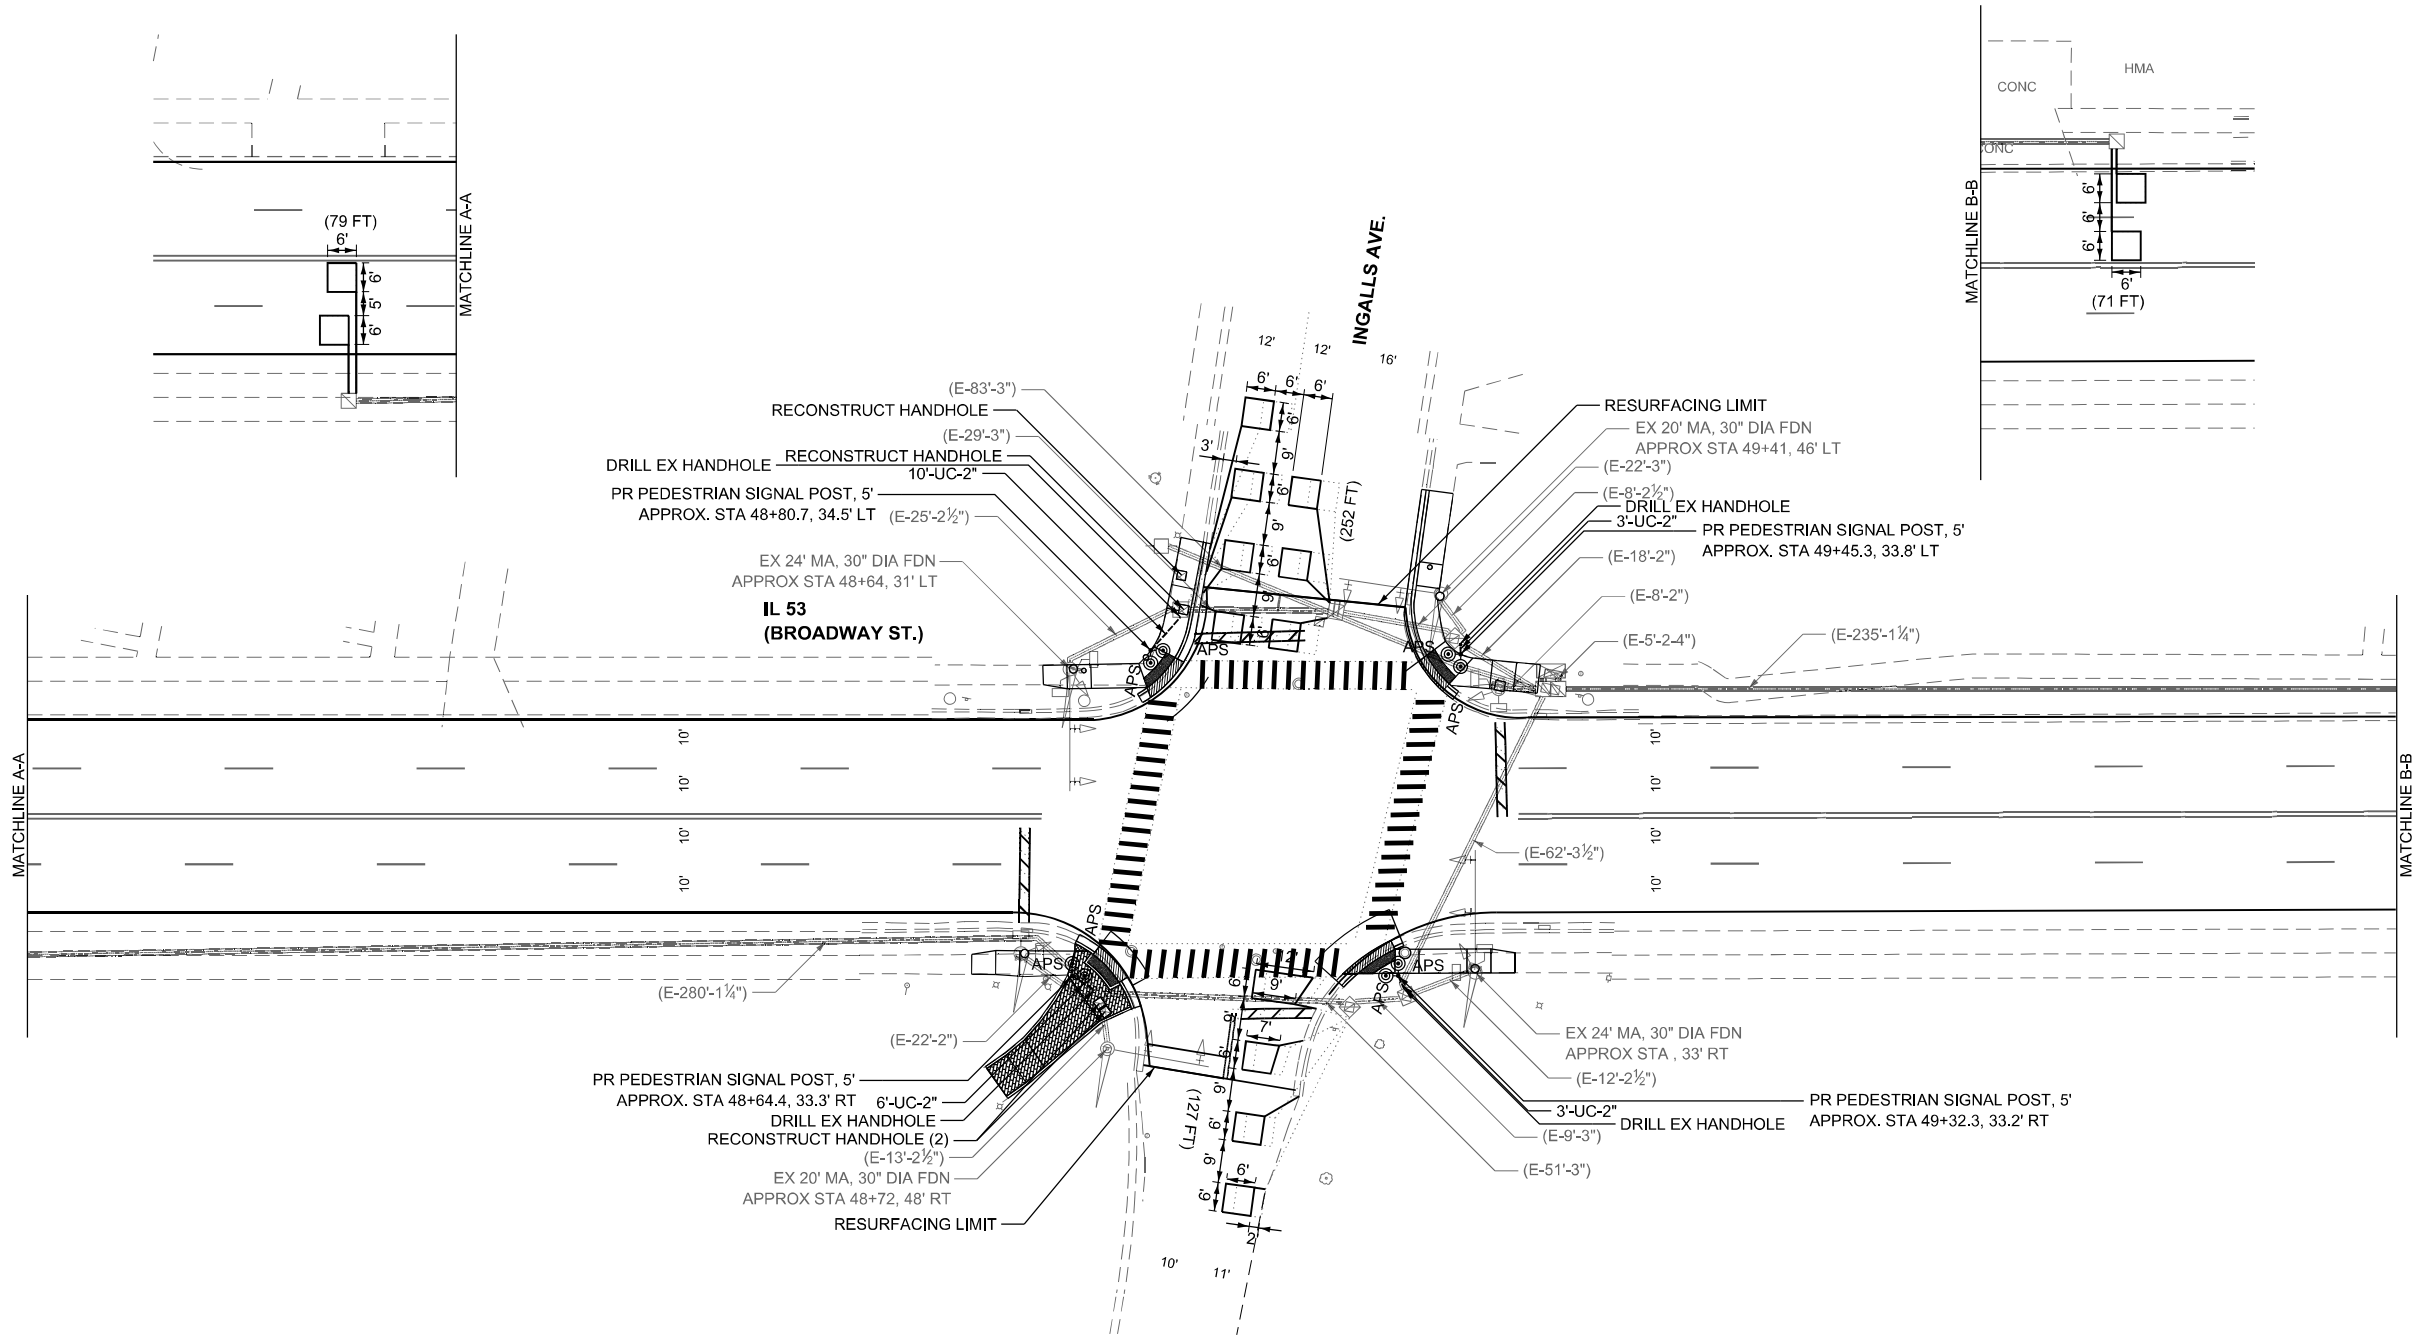 HMA
CONC
CONC
MATCHLINE A-A
MATCHLINE B-B
(79 FT)
6'
6'
5'
6'
6'
6'
6'
6'
(71 FT)
INGALLS AVE.
12'
12'
16'
6'
6'
6'
6'
9'
3'
6'
9'
6'
9'
6'
(252 FT)
(E-83'-3")
RECONSTRUCT HANDHOLE
(E-29'-3")
RECONSTRUCT HANDHOLE
DRILL EX HANDHOLE
10'-UC-2"
PR PEDESTRIAN SIGNAL POST, 5'
APPROX. STA 48+80.7, 34.5' LT
(E-25'-2½")
EX 24' MA, 30" DIA FDN
APPROX STA 48+64, 31' LT
IL 53
(BROADWAY ST.)
RESURFACING LIMIT
EX 20' MA, 30" DIA FDN
APPROX STA 49+41, 46' LT
(E-22'-3")
(E-8'-2½")
DRILL EX HANDHOLE
3'-UC-2"
PR PEDESTRIAN SIGNAL POST, 5'
APPROX. STA 49+45.3, 33.8' LT
(E-18'-2")
(E-8'-2")
(E-5'-2-4")
(E-235'-1¼")
APS
APS
APS
APS
MATCHLINE A-A
10'
10'
10'
10'
10'
10'
10'
10'
MATCHLINE B-B
(E-62'-3½")
APS
APS
APS
APS
(E-280'-1¼")
(E-22'-2")
PR PEDESTRIAN SIGNAL POST, 5'
APPROX. STA 48+64.4, 33.3' RT
6'-UC-2"
DRILL EX HANDHOLE
RECONSTRUCT HANDHOLE (2)
(E-13'-2½")
EX 20' MA, 30" DIA FDN
APPROX STA 48+72, 48' RT
RESURFACING LIMIT
12'
6'
9'
9'
7'
6'
9'
6'
9'
6'
6'
2'
(127 FT)
10'
11'
EX 24' MA, 30" DIA FDN
APPROX STA , 33' RT
(E-12'-2½")
PR PEDESTRIAN SIGNAL POST, 5'
APPROX. STA 49+32.3, 33.2' RT
3'-UC-2"
DRILL EX HANDHOLE
(E-9'-3")
(E-51'-3")